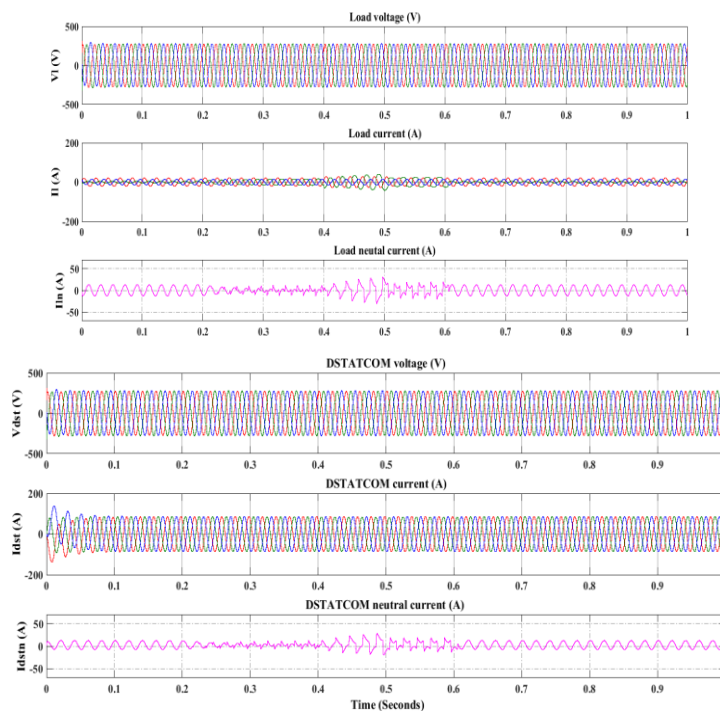 Load voltage (V)
500
0
-500
Vl (V)
0 0.1 0.2 0.3 0.4 0.5 0.6 0.7 0.8 0.9 1
Load current (A)
200
0
-200
Il (A)
0 0.1 0.2 0.3 0.4 0.5 0.6 0.7 0.8 0.9 1
Load neutal current (A)
50
0
-50
Iln (A)
0 0.1 0.2 0.3 0.4 0.5 0.6 0.7 0.8 0.9 1
DSTATCOM voltage (V)
500
0
-500
Vdst (V)
0 0.1 0.2 0.3 0.4 0.5 0.6 0.7 0.8 0.9
DSTATCOM current (A)
200
0
-200
Idst (A)
0 0.1 0.2 0.3 0.4 0.5 0.6 0.7 0.8 0.9
DSTATCOM neutral current (A)
50
0
-50
Idstn (A)
0 0.1 0.2 0.3 0.4 0.5 0.6 0.7 0.8 0.9
Time (Seconds)